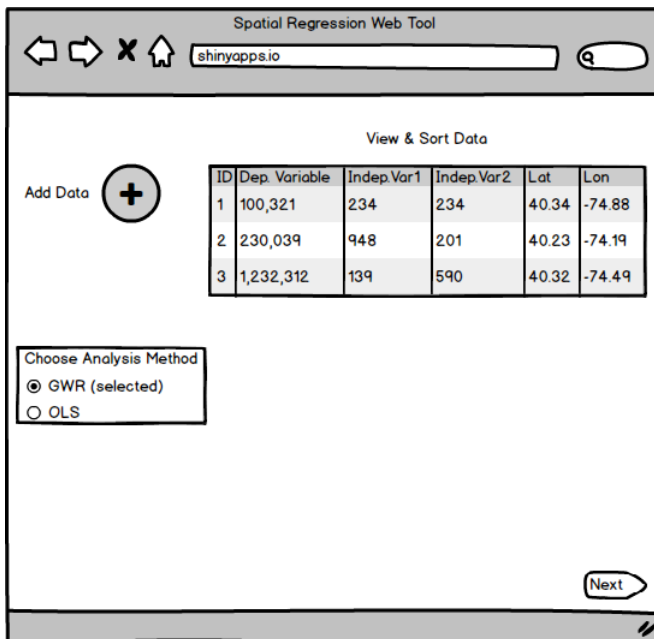 Spatial Regression Web Tool
shinyapps.io
View & Sort Data
Add Data
ID Dep. Variable Indep.Var1 Indep.Var2 Lat Lon
1 100,321 234 234 40.34 -74.88
2 230,039 948 201 40.23 -74.19
3 1,232,312 139 590 40.32 -74.49
Choose Analysis Method
GWR (selected)
OLS
Next